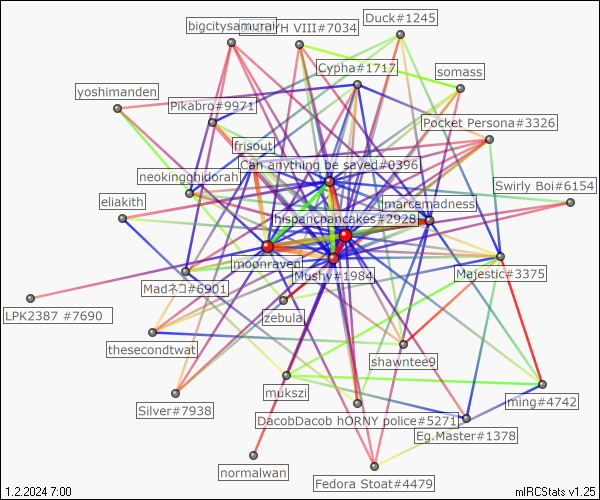 bigcitysamurai
YH VIII#7034
Duck#1245
Cypha#1717
somass
yoshimanden
Pikabro#9971
Pocket Persona#3326
frisout
Can anything be saved#0396
neokingghidorah
Swirly Boi#6154
eliakith
marcemadness
hispanicpancakes#2928
moonraven
Mushy#1984
Majestic#3375
Madネコ#6901
LPK2387 #7690
zebula
thesecondtwat
shawntee9
mukszi
ming#4742
Silver#7938
DacobDacob hORNY police#5271
Eg.Master#1378
normalwan
Fedora Stoat#4479
1.2.2024 7:00
mIRCStats v1.25